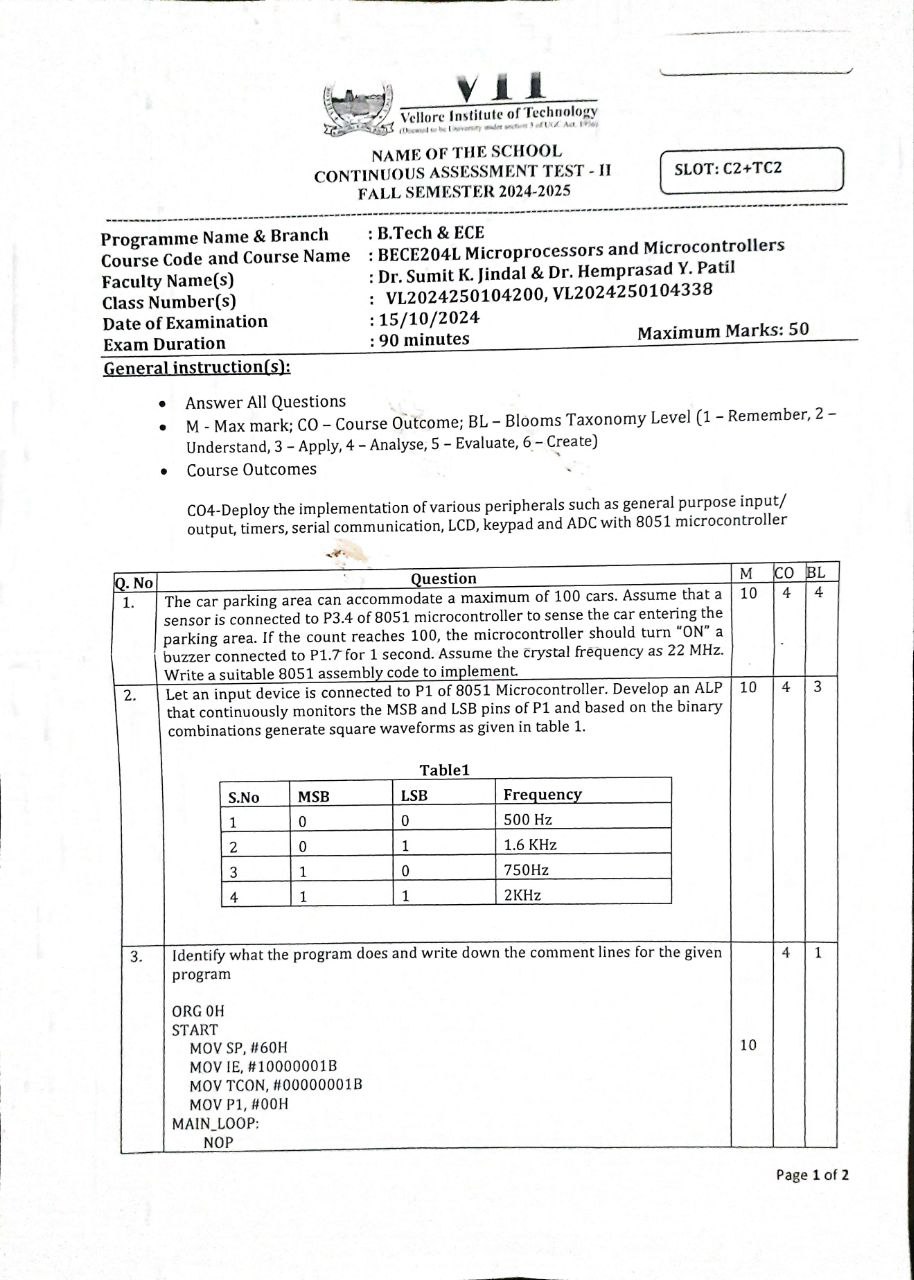 VIT
Vellore Institute of Technology
(Deemed to be University under section 3 of UGC Act, 1956)
NAME OF THE SCHOOL
CONTINUOUS ASSESSMENT TEST - II
FALL SEMESTER 2024-2025
SLOT: C2+TC2
Programme Name & Branch : B.Tech & ECE
Course Code and Course Name : BECE204L Microprocessors and Microcontrollers
Faculty Name(s) : Dr. Sumit K. Jindal & Dr. Hemprasad Y. Patil
Class Number(s) : VL2024250104200, VL2024250104338
Date of Examination : 15/10/2024
Exam Duration : 90 minutes Maximum Marks: 50
General instruction(s):
• Answer All Questions
• M - Max mark; CO – Course Outcome; BL – Blooms Taxonomy Level (1 – Remember, 2 –
Understand, 3 – Apply, 4 – Analyse, 5 – Evaluate, 6 – Create)
• Course Outcomes
CO4-Deploy the implementation of various peripherals such as general purpose input/
output, timers, serial communication, LCD, keypad and ADC with 8051 microcontroller
Q. No Question M CO BL
1. The car parking area can accommodate a maximum of 100 cars. Assume that a 10 4 4
sensor is connected to P3.4 of 8051 microcontroller to sense the car entering the
parking area. If the count reaches 100, the microcontroller should turn "ON" a
buzzer connected to P1.7 for 1 second. Assume the crystal frequency as 22 MHz.
Write a suitable 8051 assembly code to implement.
2. Let an input device is connected to P1 of 8051 Microcontroller. Develop an ALP 10 4 3
that continuously monitors the MSB and LSB pins of P1 and based on the binary
combinations generate square waveforms as given in table 1.
Table1
S.No MSB LSB Frequency
1 0 0 500 Hz
2 0 1 1.6 KHz
3 1 0 750Hz
4 1 1 2KHz
3. Identify what the program does and write down the comment lines for the given 4 1
program
ORG 0H
START
MOV SP, #60H 10
MOV IE, #10000001B
MOV TCON, #00000001B
MOV P1, #00H
MAIN_LOOP:
NOP
Page 1 of 2